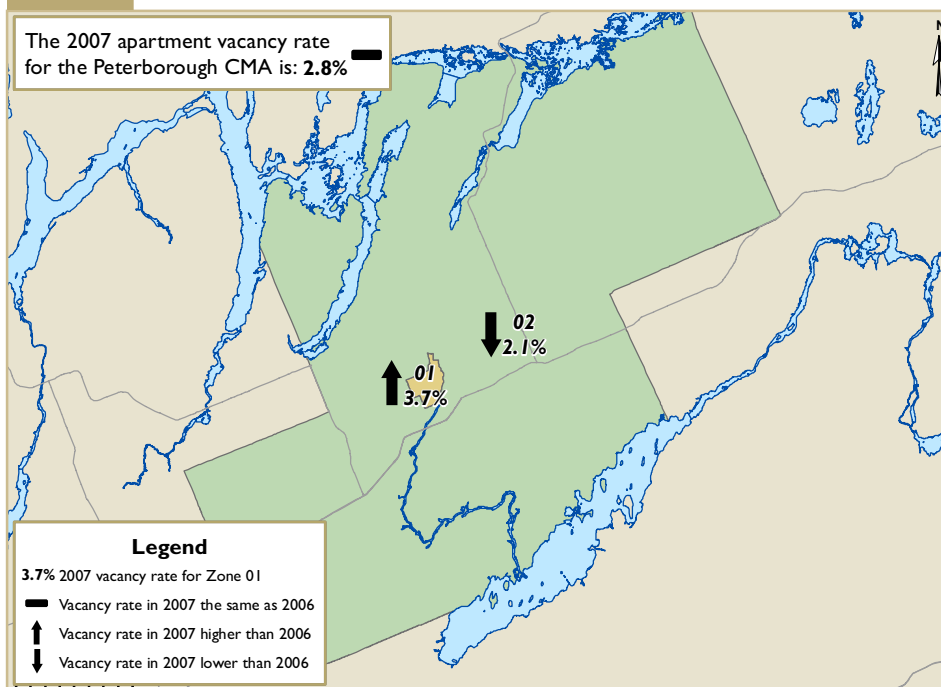 The 2007 apartment vacancy rate
for the Peterborough CMA is: 2.8%
N
02
2.1%
01
3.7%
Legend
3.7% 2007 vacancy rate for Zone 01
Vacancy rate in 2007 the same as 2006
Vacancy rate in 2007 higher than 2006
Vacancy rate in 2007 lower than 2006